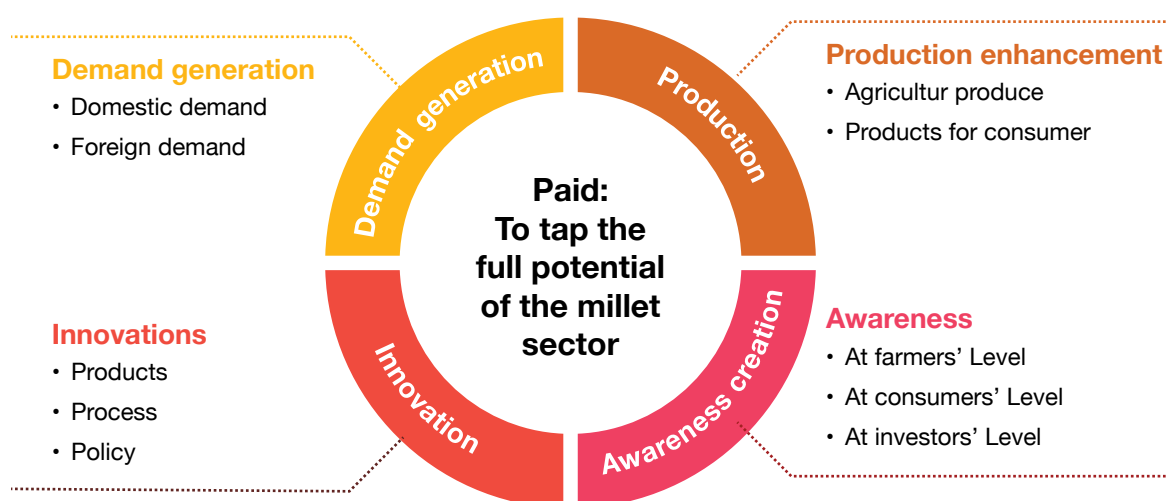 Demand generation
• Domestic demand
• Foreign demand
Demand generation
Production
Production enhancement
• Agricultur produce
• Products for consumer
Paid:
To tap the
full potential
of the millet
sector
Innovations
• Products
• Process
• Policy
Innovation
Awareness creation
Awareness
• At farmers’ Level
• At consumers’ Level
• At investors’ Level